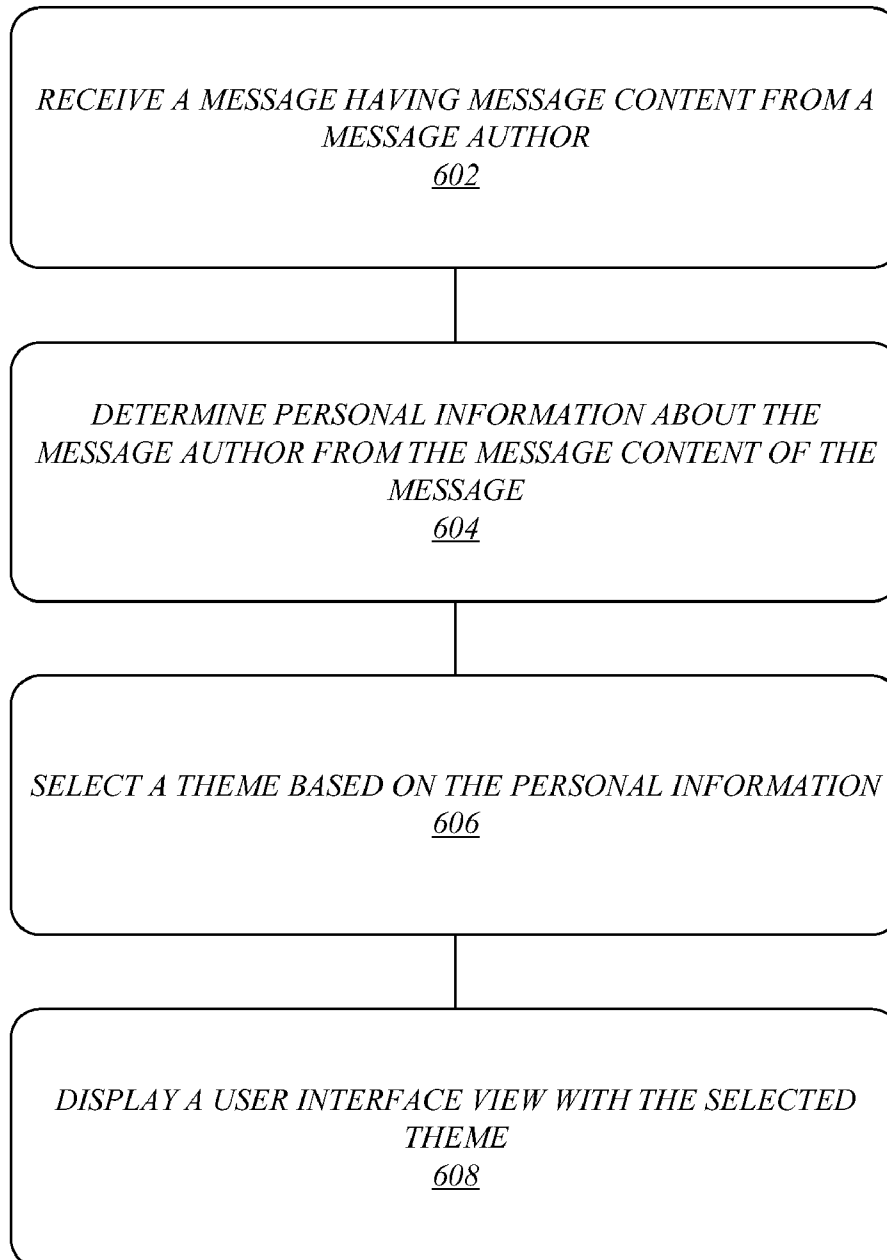 RECEIVE A MESSAGE HAVING MESSAGE CONTENT FROM A
MESSAGE AUTHOR
602
DETERMINE PERSONAL INFORMATION ABOUT THE
MESSAGE AUTHOR FROM THE MESSAGE CONTENT OF THE
MESSAGE
604
SELECT A THEME BASED ON THE PERSONAL INFORMATION
606
DISPLAY A USER INTERFACE VIEW WITH THE SELECTED
THEME
608